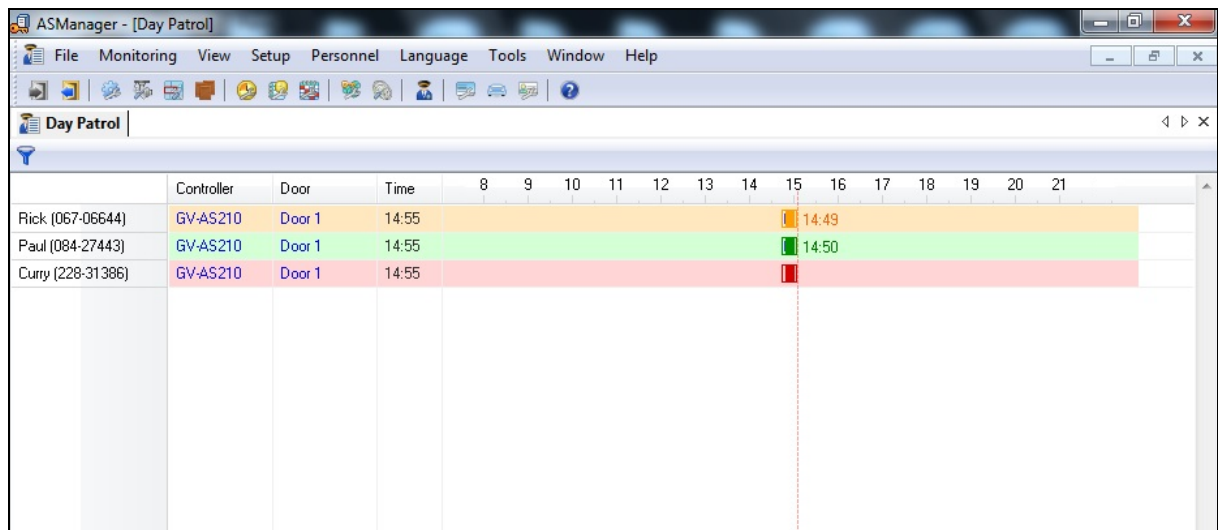 ASManager - [Day Patrol]
File Monitoring View Setup Personnel Language Tools Window Help
Day Patrol
Controller Door Time 8 9 10 11 12 13 14 15 16 17 18 19 20 21
Rick (067-06644) GV-AS210 Door 1 14:55 14:49
Paul (084-27443) GV-AS210 Door 1 14:55 14:50
Curry (228-31386) GV-AS210 Door 1 14:55